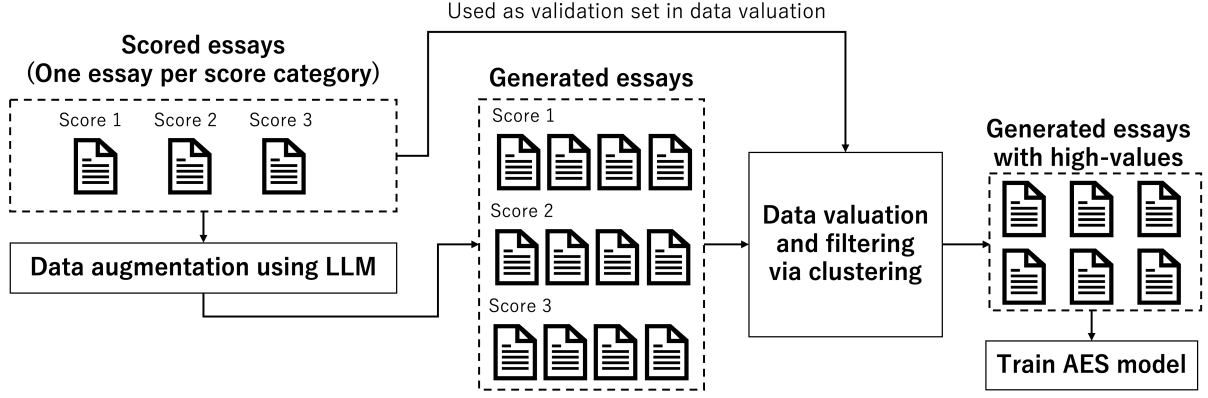 Used as validation set in data valuation
Scored essays
(One essay per score category)
Score 1 Score 2 Score 3
Data augmentation using LLM
Generated essays
Score 1
Score 2
Score 3
Data valuation
and filtering
via clustering
Generated essays
with high-values
Train AES model